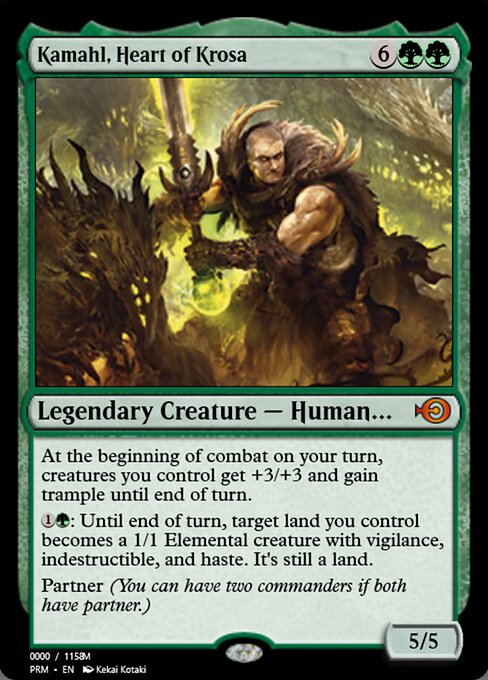 Kamahl, Heart of Krosa 6
Legendary Creature — Human...
At the beginning of combat on your turn,
creatures you control get +3/+3 and gain
trample until end of turn.
1: Until end of turn, target land you control
becomes a 1/1 Elemental creature with vigilance,
indestructible, and haste. It's still a land.
Partner (You can have two commanders if both
have partner.)
5/5
0000 / 1158M
PRM • EN Kekai Kotaki